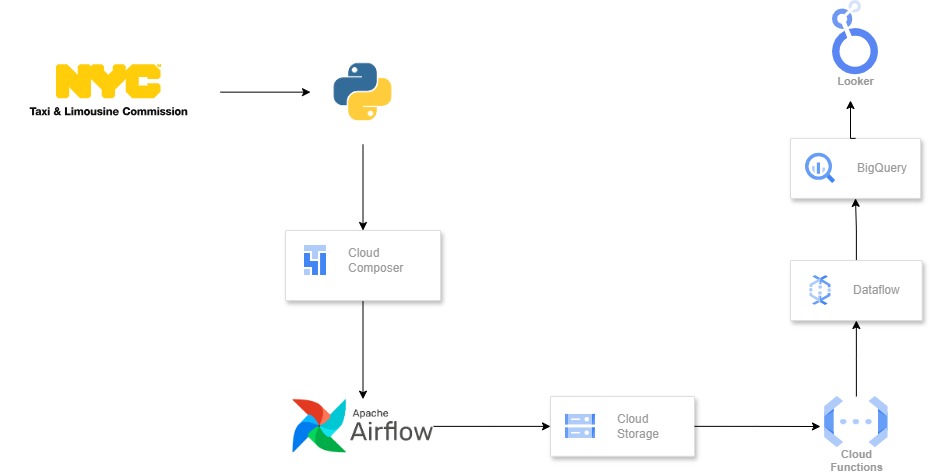 NYC
Taxi & Limousine Commission
Cloud
Composer
Apache
Airflow
Cloud
Storage
Cloud
Functions
Dataflow
BigQuery
Looker